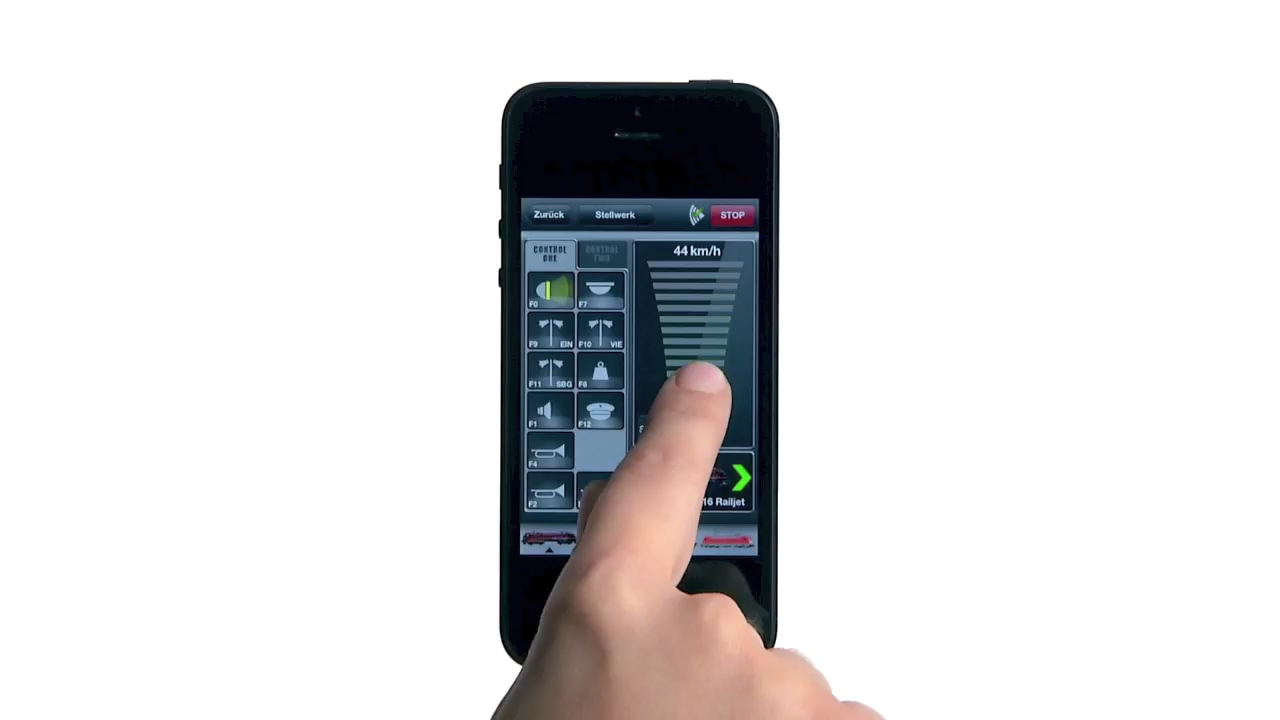 Zurück Stellwerk STOP
CONTROL ONE
CONTROL TWO
44 km/h
F0
F7
F9 EIN
F10 VIE
F11 SBG
F6
F1
F12
F4
F2
16 Railjet